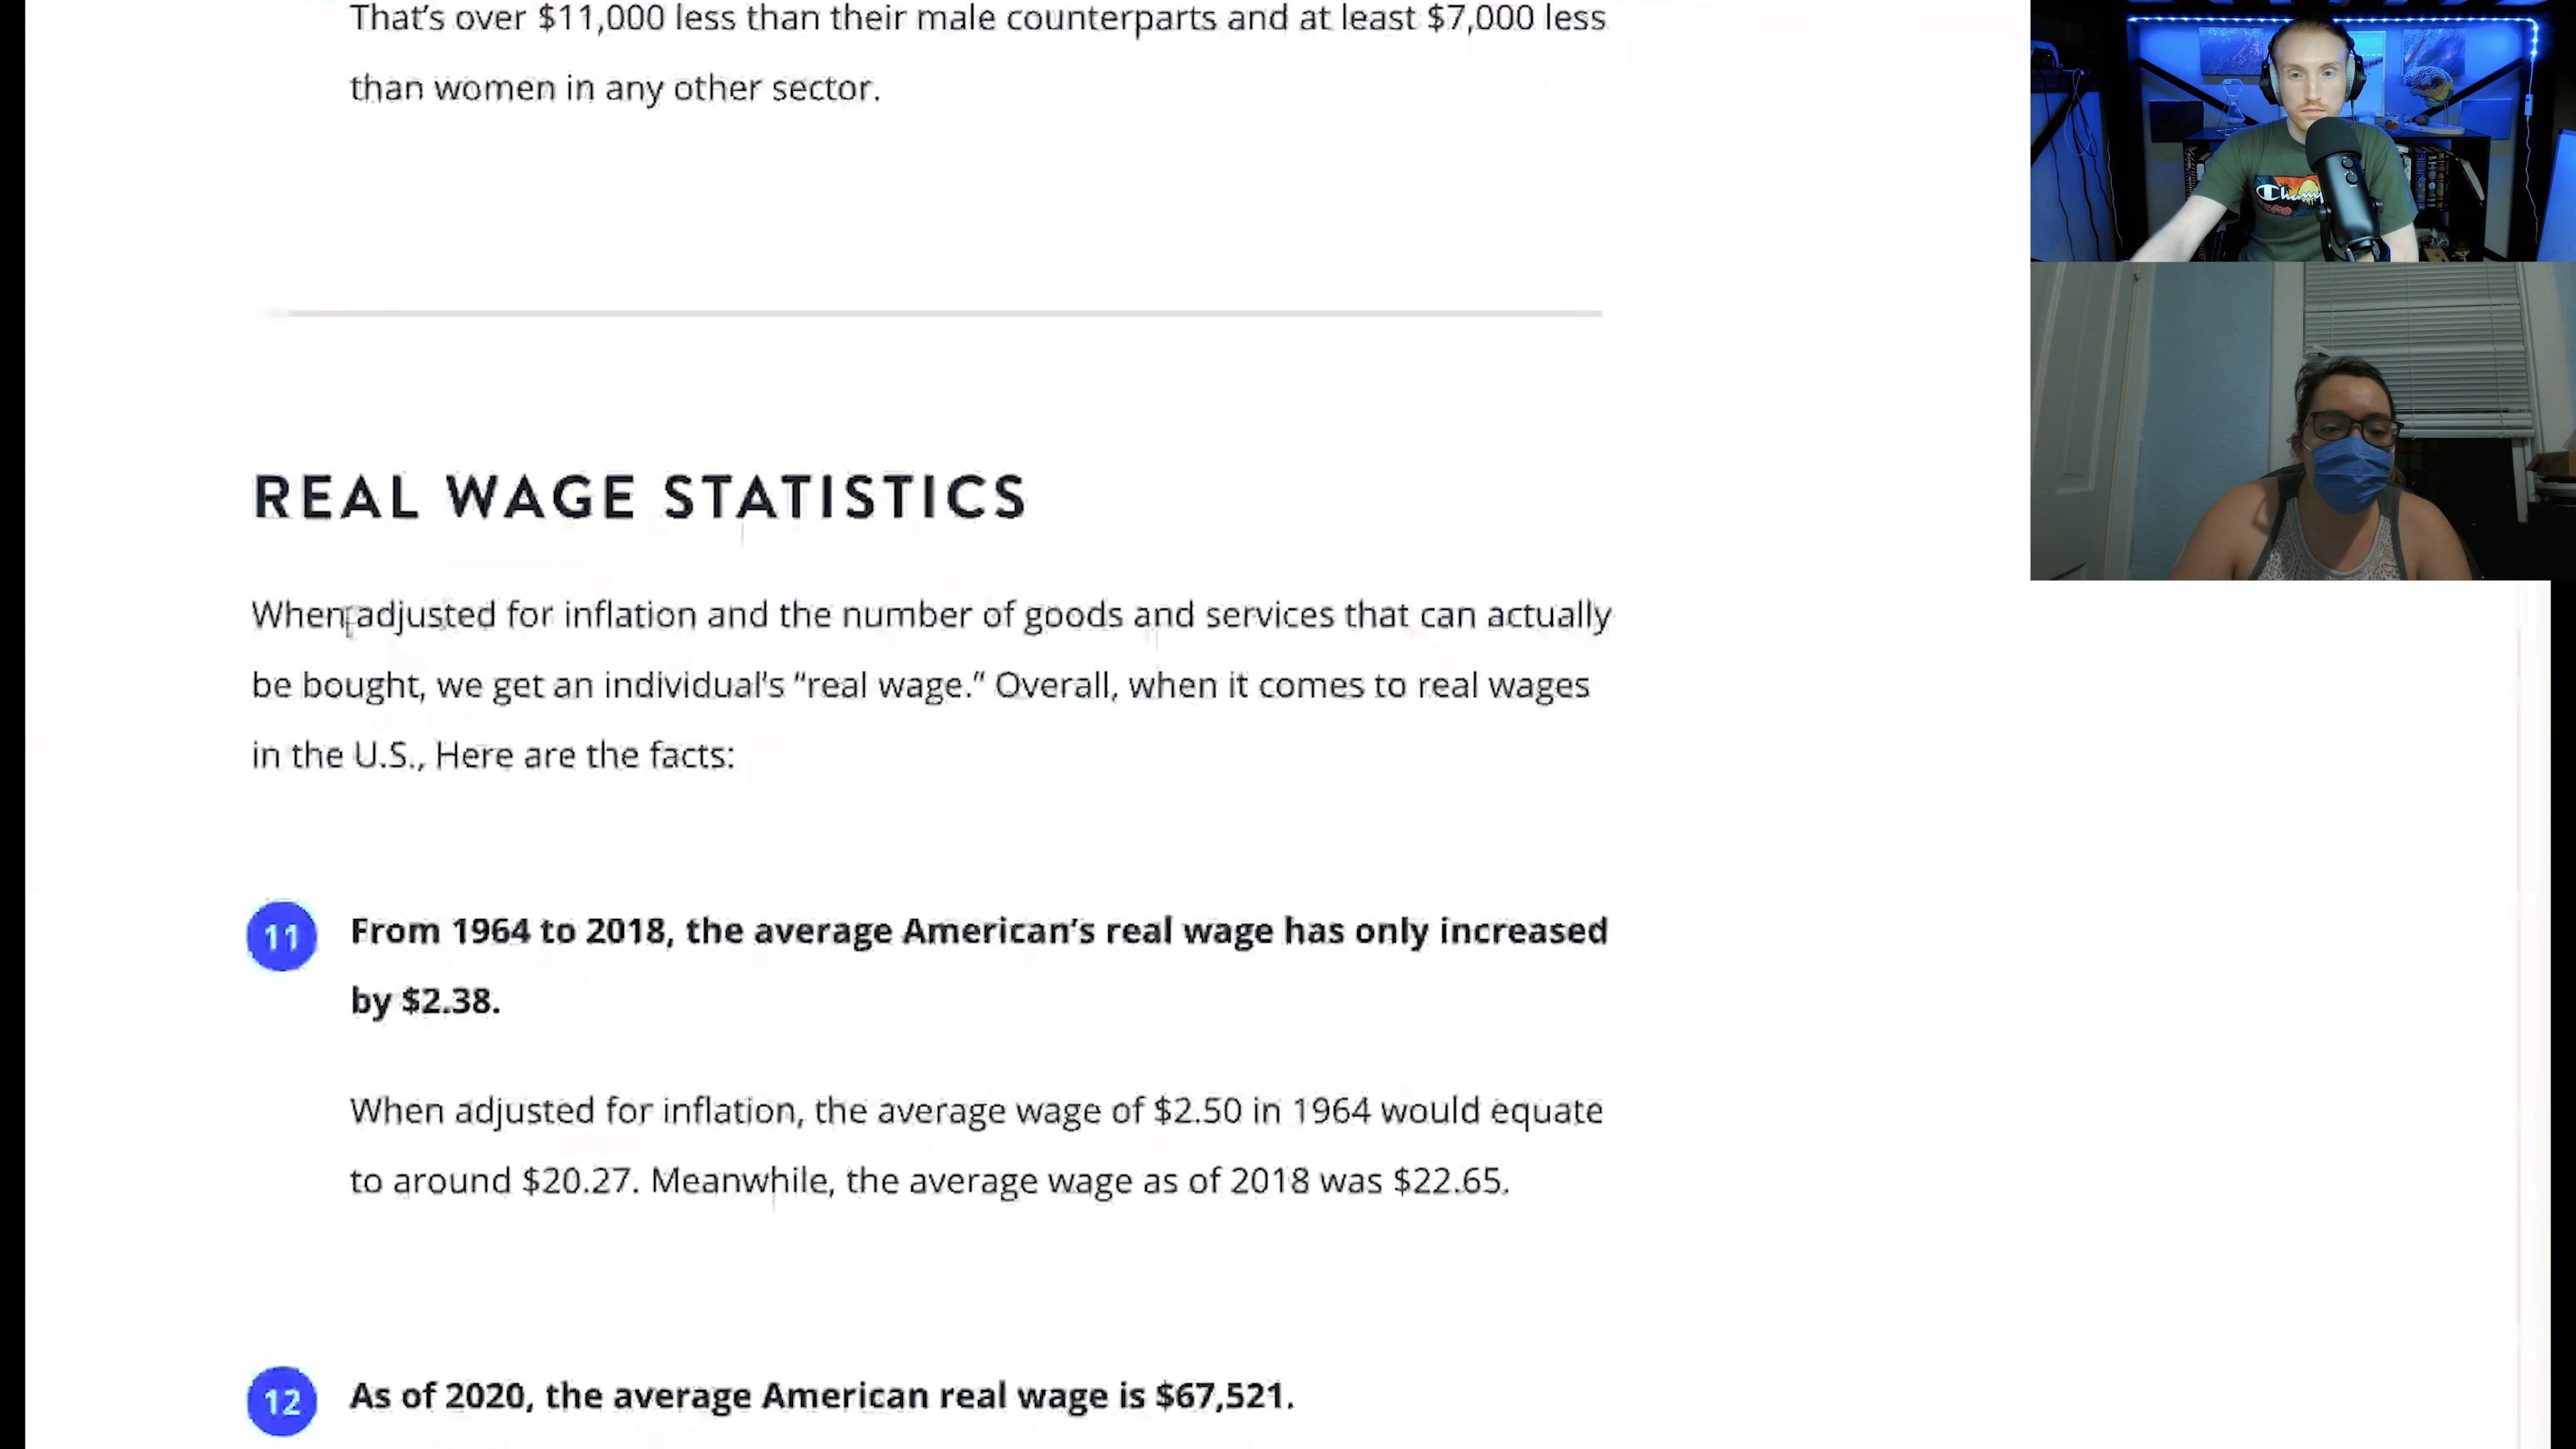 That’s over $11,000 less than their male counterparts and at least $7,000 less
than women in any other sector.
REAL WAGE STATISTICS
When adjusted for inflation and the number of goods and services that can actually
be bought, we get an individual's “real wage.” Overall, when it comes to real wages
in the U.S., Here are the facts:
11 From 1964 to 2018, the average American’s real wage has only increased
by $2.38.
When adjusted for inflation, the average wage of $2.50 in 1964 would equate
to around $20.27. Meanwhile, the average wage as of 2018 was $22.65.
12 As of 2020, the average American real wage is $67,521.